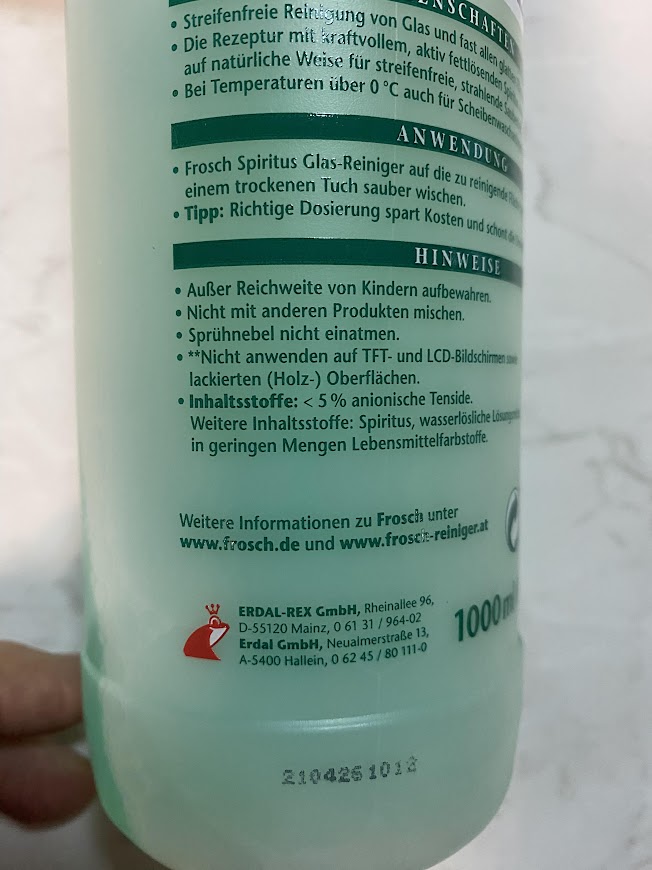 ENSCHAFTEN
• Streifenfreie Reinigung von Glas und fast allen glatten
• Die Rezeptur mit kraftvollem, aktiv fettlösenden
auf natürliche Weise für streifenfreie, strahlende
• Bei Temperaturen über 0 °C auch für
ANWENDUNG
• Frosch Spiritus Glas-Reiniger auf die zu reinigende
einem trockenen Tuch sauber wischen.
• Tipp: Richtige Dosierung spart Kosten und schont
HINWEISE
• Außer Reichweite von Kindern aufbewahren.
• Nicht mit anderen Produkten mischen.
• Sprühnebel nicht einatmen.
• **Nicht anwenden auf TFT- und LCD-Bildschirmen sowie
lackierten (Holz-) Oberflächen.
• Inhaltsstoffe: < 5 % anionische Tenside.
Weitere Inhaltsstoffe: Spiritus, wasserlösliche
in geringen Mengen Lebensmittelfarbstoffe.
Weitere Informationen zu Frosch unter
www.frosch.de und www.frosch-reiniger.at
ERDAL-REX GmbH, Rheinallee 96,
D-55120 Mainz, 0 61 31 / 964-02
Erdal GmbH, Neualmerstraße 13,
A-5400 Hallein, 0 62 45 / 80 111-0
1000 ml
2104261012